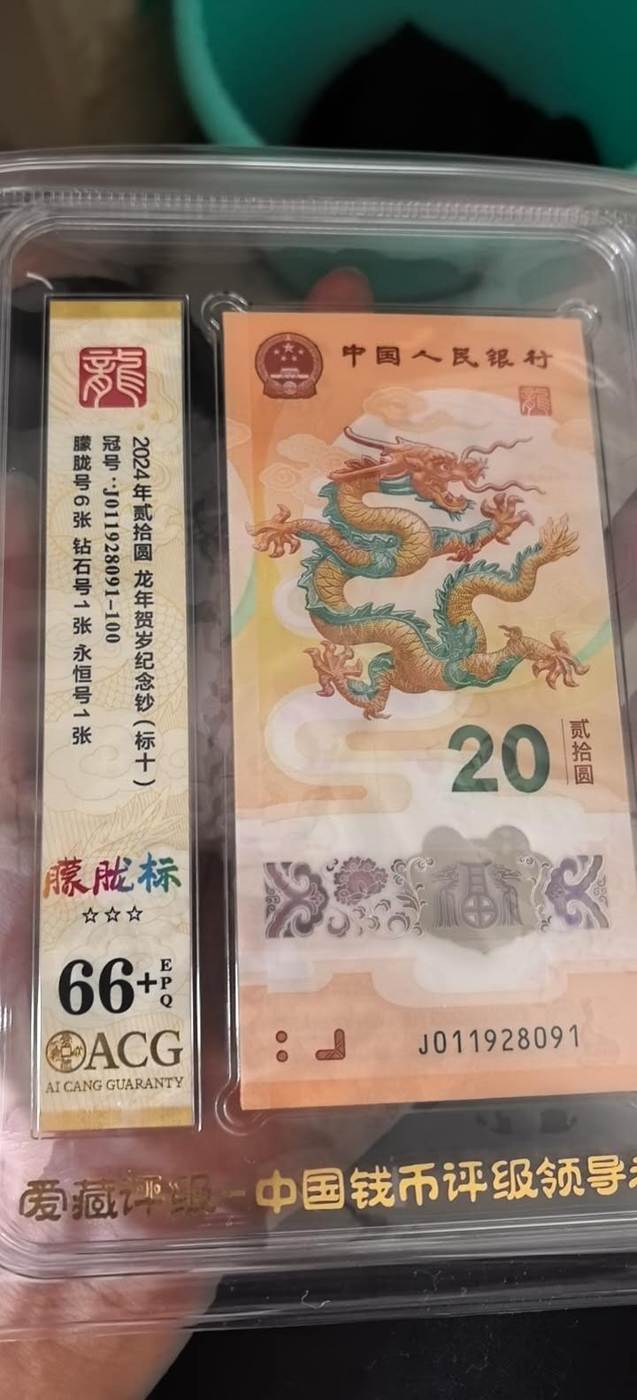 龍
2024年贰拾圆 龙年贺岁纪念钞(标十)
冠号:J011928091-100
朦胧号6张 钻石号1张 永恒号1张
朦胧标
☆☆☆
66+EPQ
ACG
AI CANG GUARANTY
中国人民银行
龍
20
贰拾圆
福
J011928091
爱藏评级-中国钱币评级领导